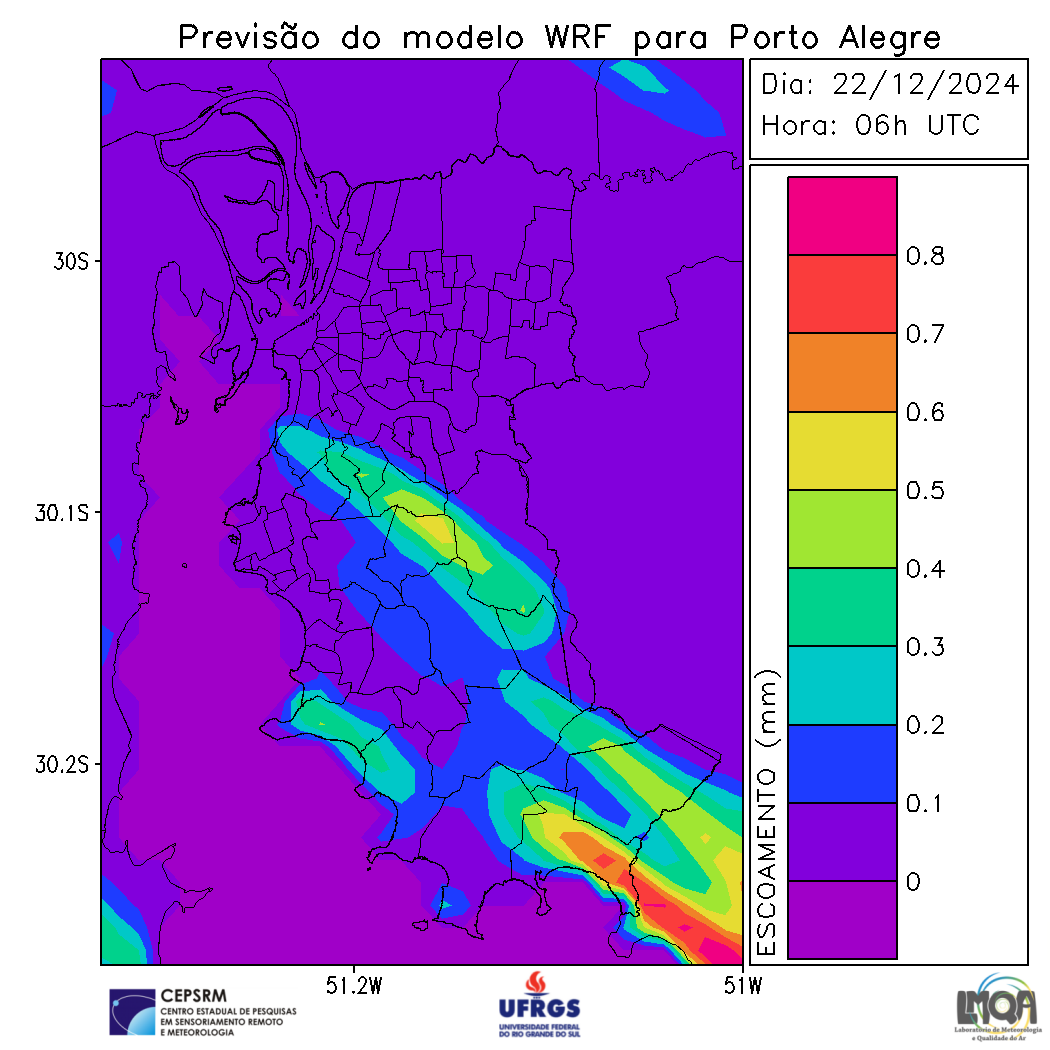 Previsão do modelo WRF para Porto Alegre
Dia: 22/12/2024
Hora: 06h UTC
30S
30.1S
30.2S
51.2W
51W
ESCOAMENTO (mm)
0.8
0.7
0.6
0.5
0.4
0.3
0.2
0.1
0
CEPSRM
CENTRO ESTADUAL DE PESQUISAS
EM SENSORIAMENTO REMOTO
E METEOROLOGIA
UFRGS
UNIVERSIDADE FEDERAL
DO RIO GRANDE DO SUL
LMQA
Laboratório de Meteorologia
e Qualidade do Ar